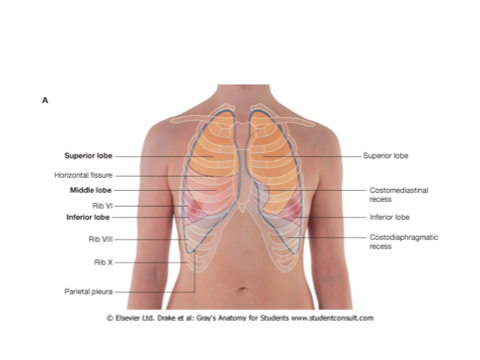 A
Superior lobe
Horizontal fissure
Middle lobe
Rib VI
Inferior lobe
Rib VIII
Rib X
Parietal pleura
Superior lobe
Costomediastinal
recess
Inferior lobe
Costodiaphragmatic
recess
© Elsevier Ltd. Drake et al: Gray's Anatomy for Students www.studentconsult.com